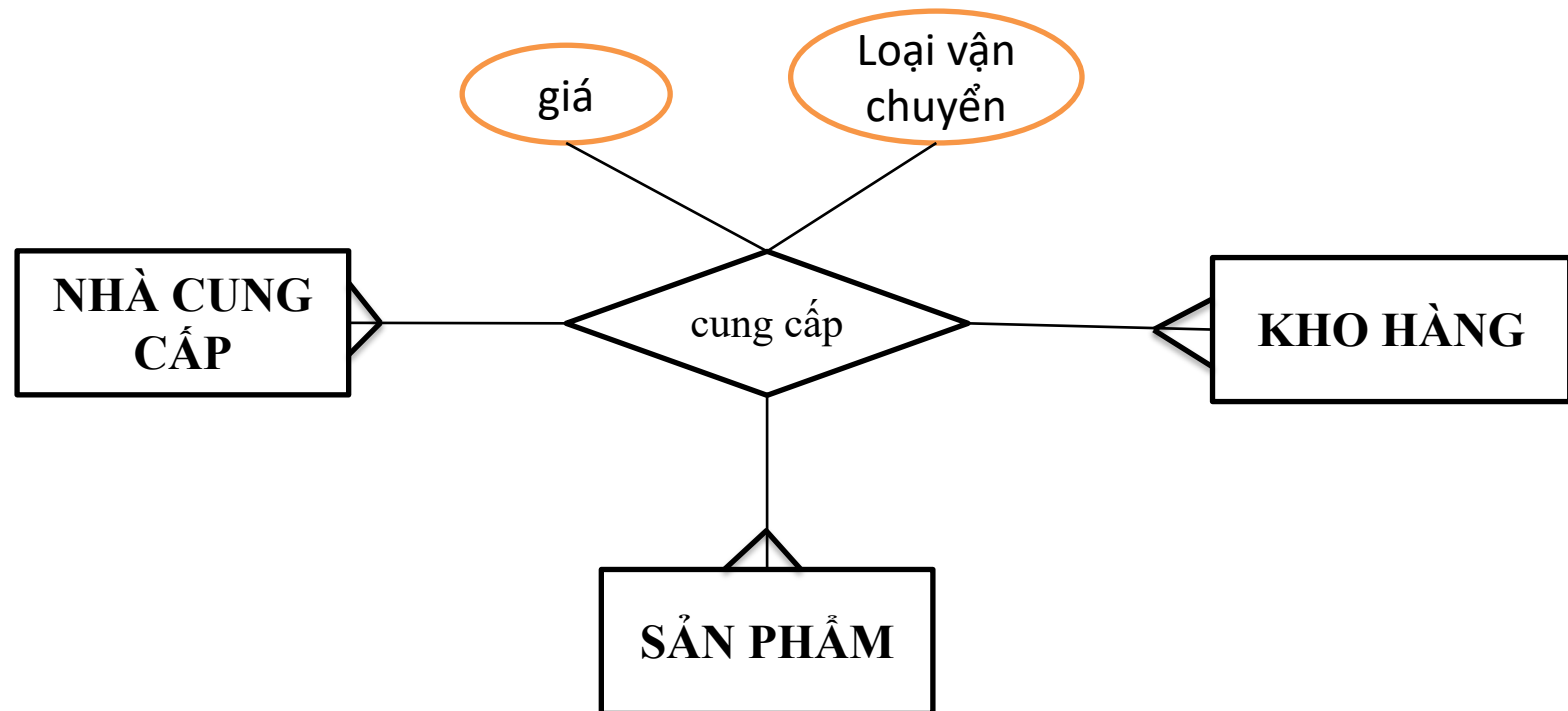 giá
Loại vận
chuyển
NHÀ CUNG
CẤP
cung cấp
KHO HÀNG
SẢN PHẨM